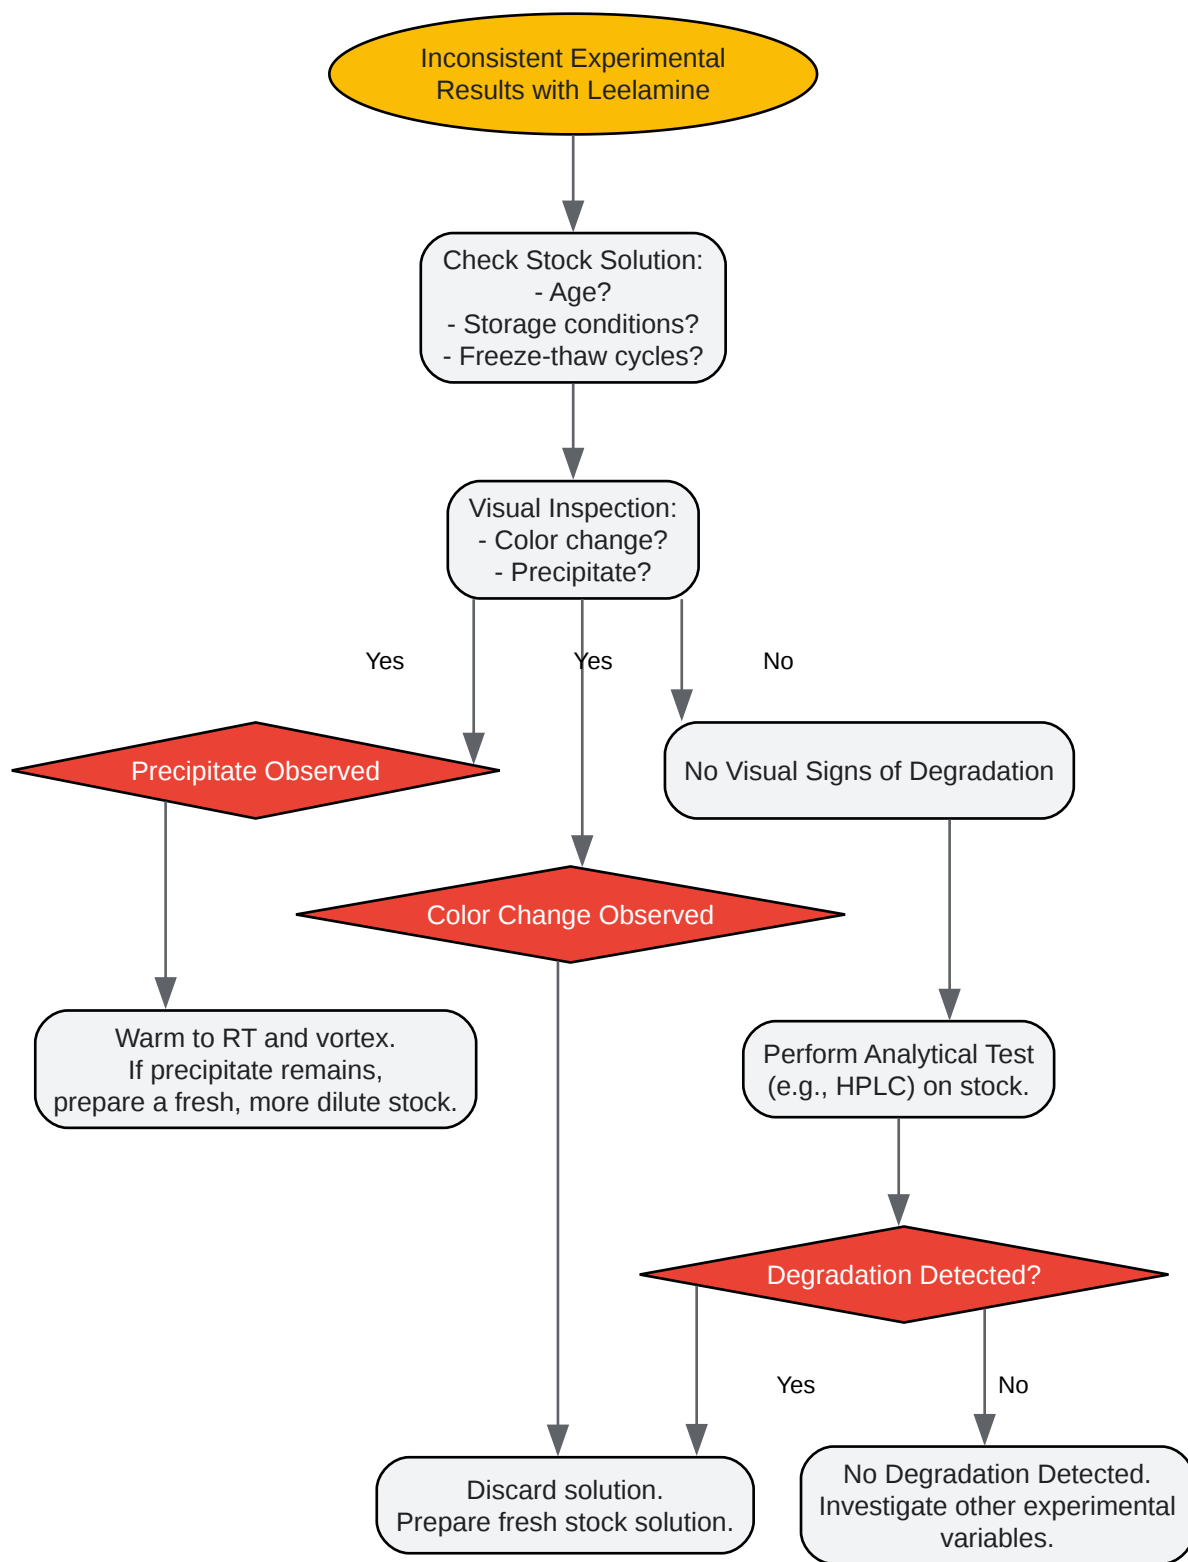 Inconsistent Experimental
Results with Leelamine
Check Stock Solution:
- Age?
- Storage conditions?
- Freeze-thaw cycles?
Visual Inspection:
- Color change?
- Precipitate?
Yes
Yes
No
Precipitate Observed
No Visual Signs of Degradation
Color Change Observed
Warm to RT and vortex.
If precipitate remains,
prepare a fresh, more dilute stock.
Perform Analytical Test
(e.g., HPLC) on stock.
Degradation Detected?
Yes
No
Discard solution.
Prepare fresh stock solution.
No Degradation Detected.
Investigate other experimental
variables.